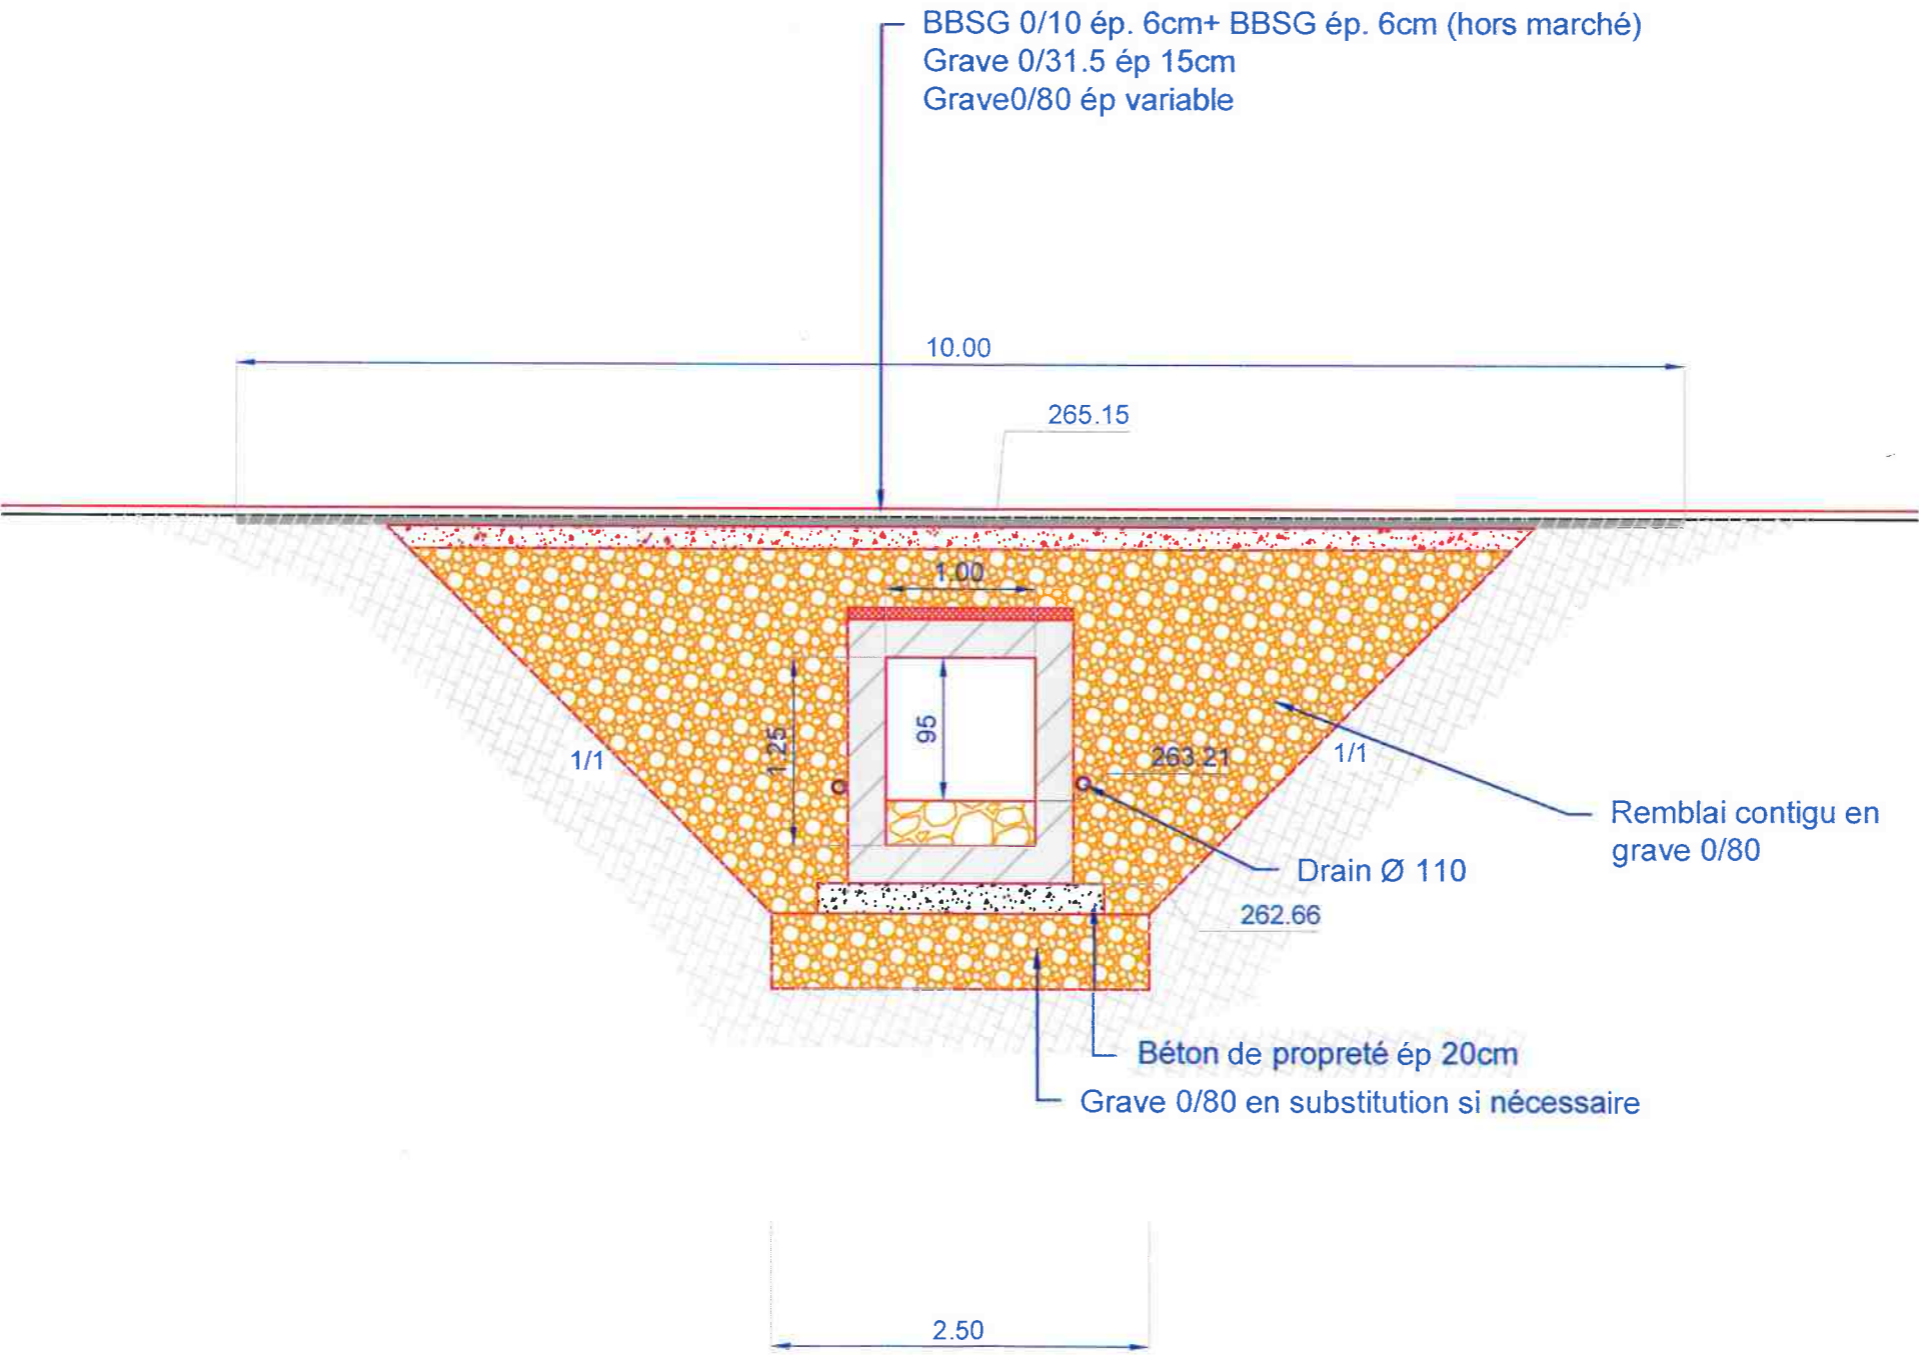 BBSG 0/10 ép. 6cm+ BBSG ép. 6cm (hors marché)
Grave 0/31.5 ép 15cm
Grave0/80 ép variable
10.00
265.15
1.00
1.25
95
263.21
1/1
1/1
Remblai contigu en
grave 0/80
Drain Ø 110
262.66
Béton de propreté ép 20cm
Grave 0/80 en substitution si nécessaire
2.50